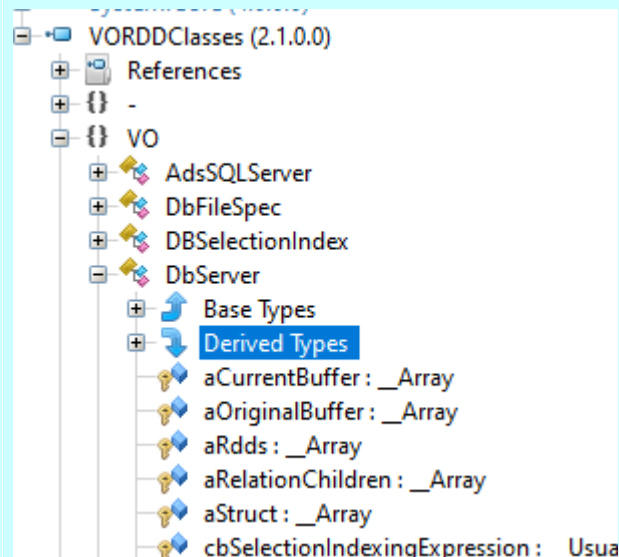 VORDDClasses (2.1.0.0)
References
{} -
{} VO
AdsSQLServer
DbFileSpec
DBSelectionIndex
DbServer
Base Types
Derived Types
aCurrentBuffer : __Array
aOriginalBuffer : __Array
aRdds : __Array
aRelationChildren : __Array
aStruct : __Array
cbSelectionIndexingExpression : __Usua